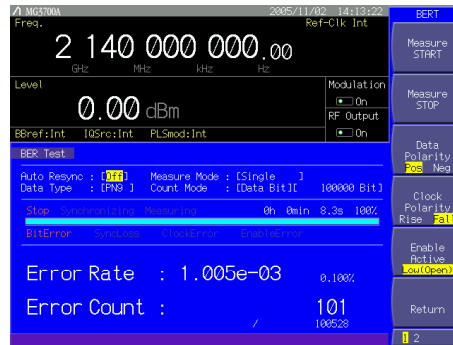 MG3700A 2005/11/02 14:13:22
Freq. Ref-Clk Int
2 140 000 000.00
GHz MHz kHz Hz
Level
0.00 dBm
Modulation
On
RF Output
On
BBref:Int IQSrc:Int PLSmod:Int
BER Test
Auto Resync : [Off] Measure Mode : [Single ]
Data Type : [PN9 ] Count Mode : [Data Bit][ 100000 Bit]
Stop Synchronizing Measuring 0h 0min 8.3s 100%
BitError SyncLoss ClockError EnableError
Error Rate : 1.005e-03 0.100%
Error Count : 101
/ 100528
BERT
Measure
START
Measure
STOP
Data
Polarity
Pos Neg
Clock
Polarity
Rise Fall
Enable
Active
Low(Open)
Return
1 2